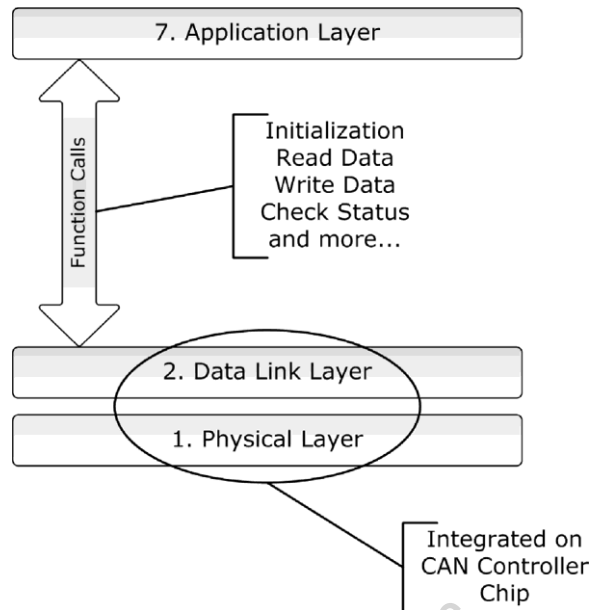 7. Application Layer
Function Calls
Initialization
Read Data
Write Data
Check Status
and more...
2. Data Link Layer
1. Physical Layer
Integrated on
CAN Controller
Chip